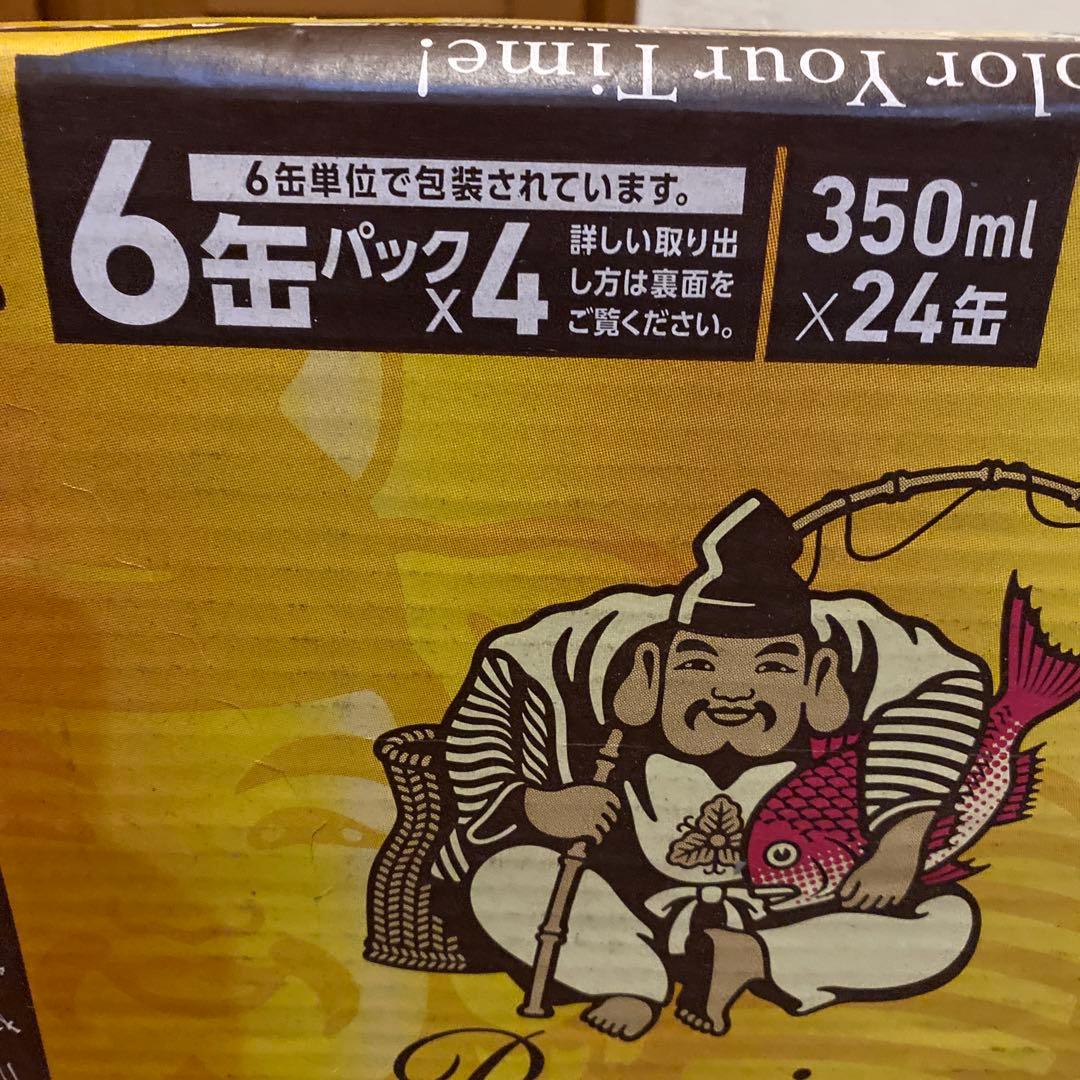 olor Your Time!
6缶単位で包装されています。
6缶パック×4
詳しい取り出
し方は裏面を
ご覧ください。
350ml
×24缶